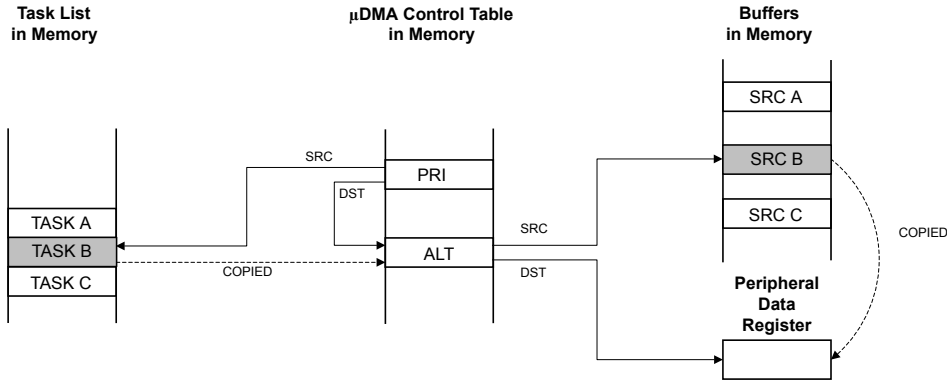 Task List
in Memory
µDMA Control Table
in Memory
Buffers
in Memory
SRC A
SRC
SRC B
PRI
DST
TASK A
SRC C
SRC
COPIED
TASK B
ALT
COPIED
DST
TASK C
Peripheral
Data
Register